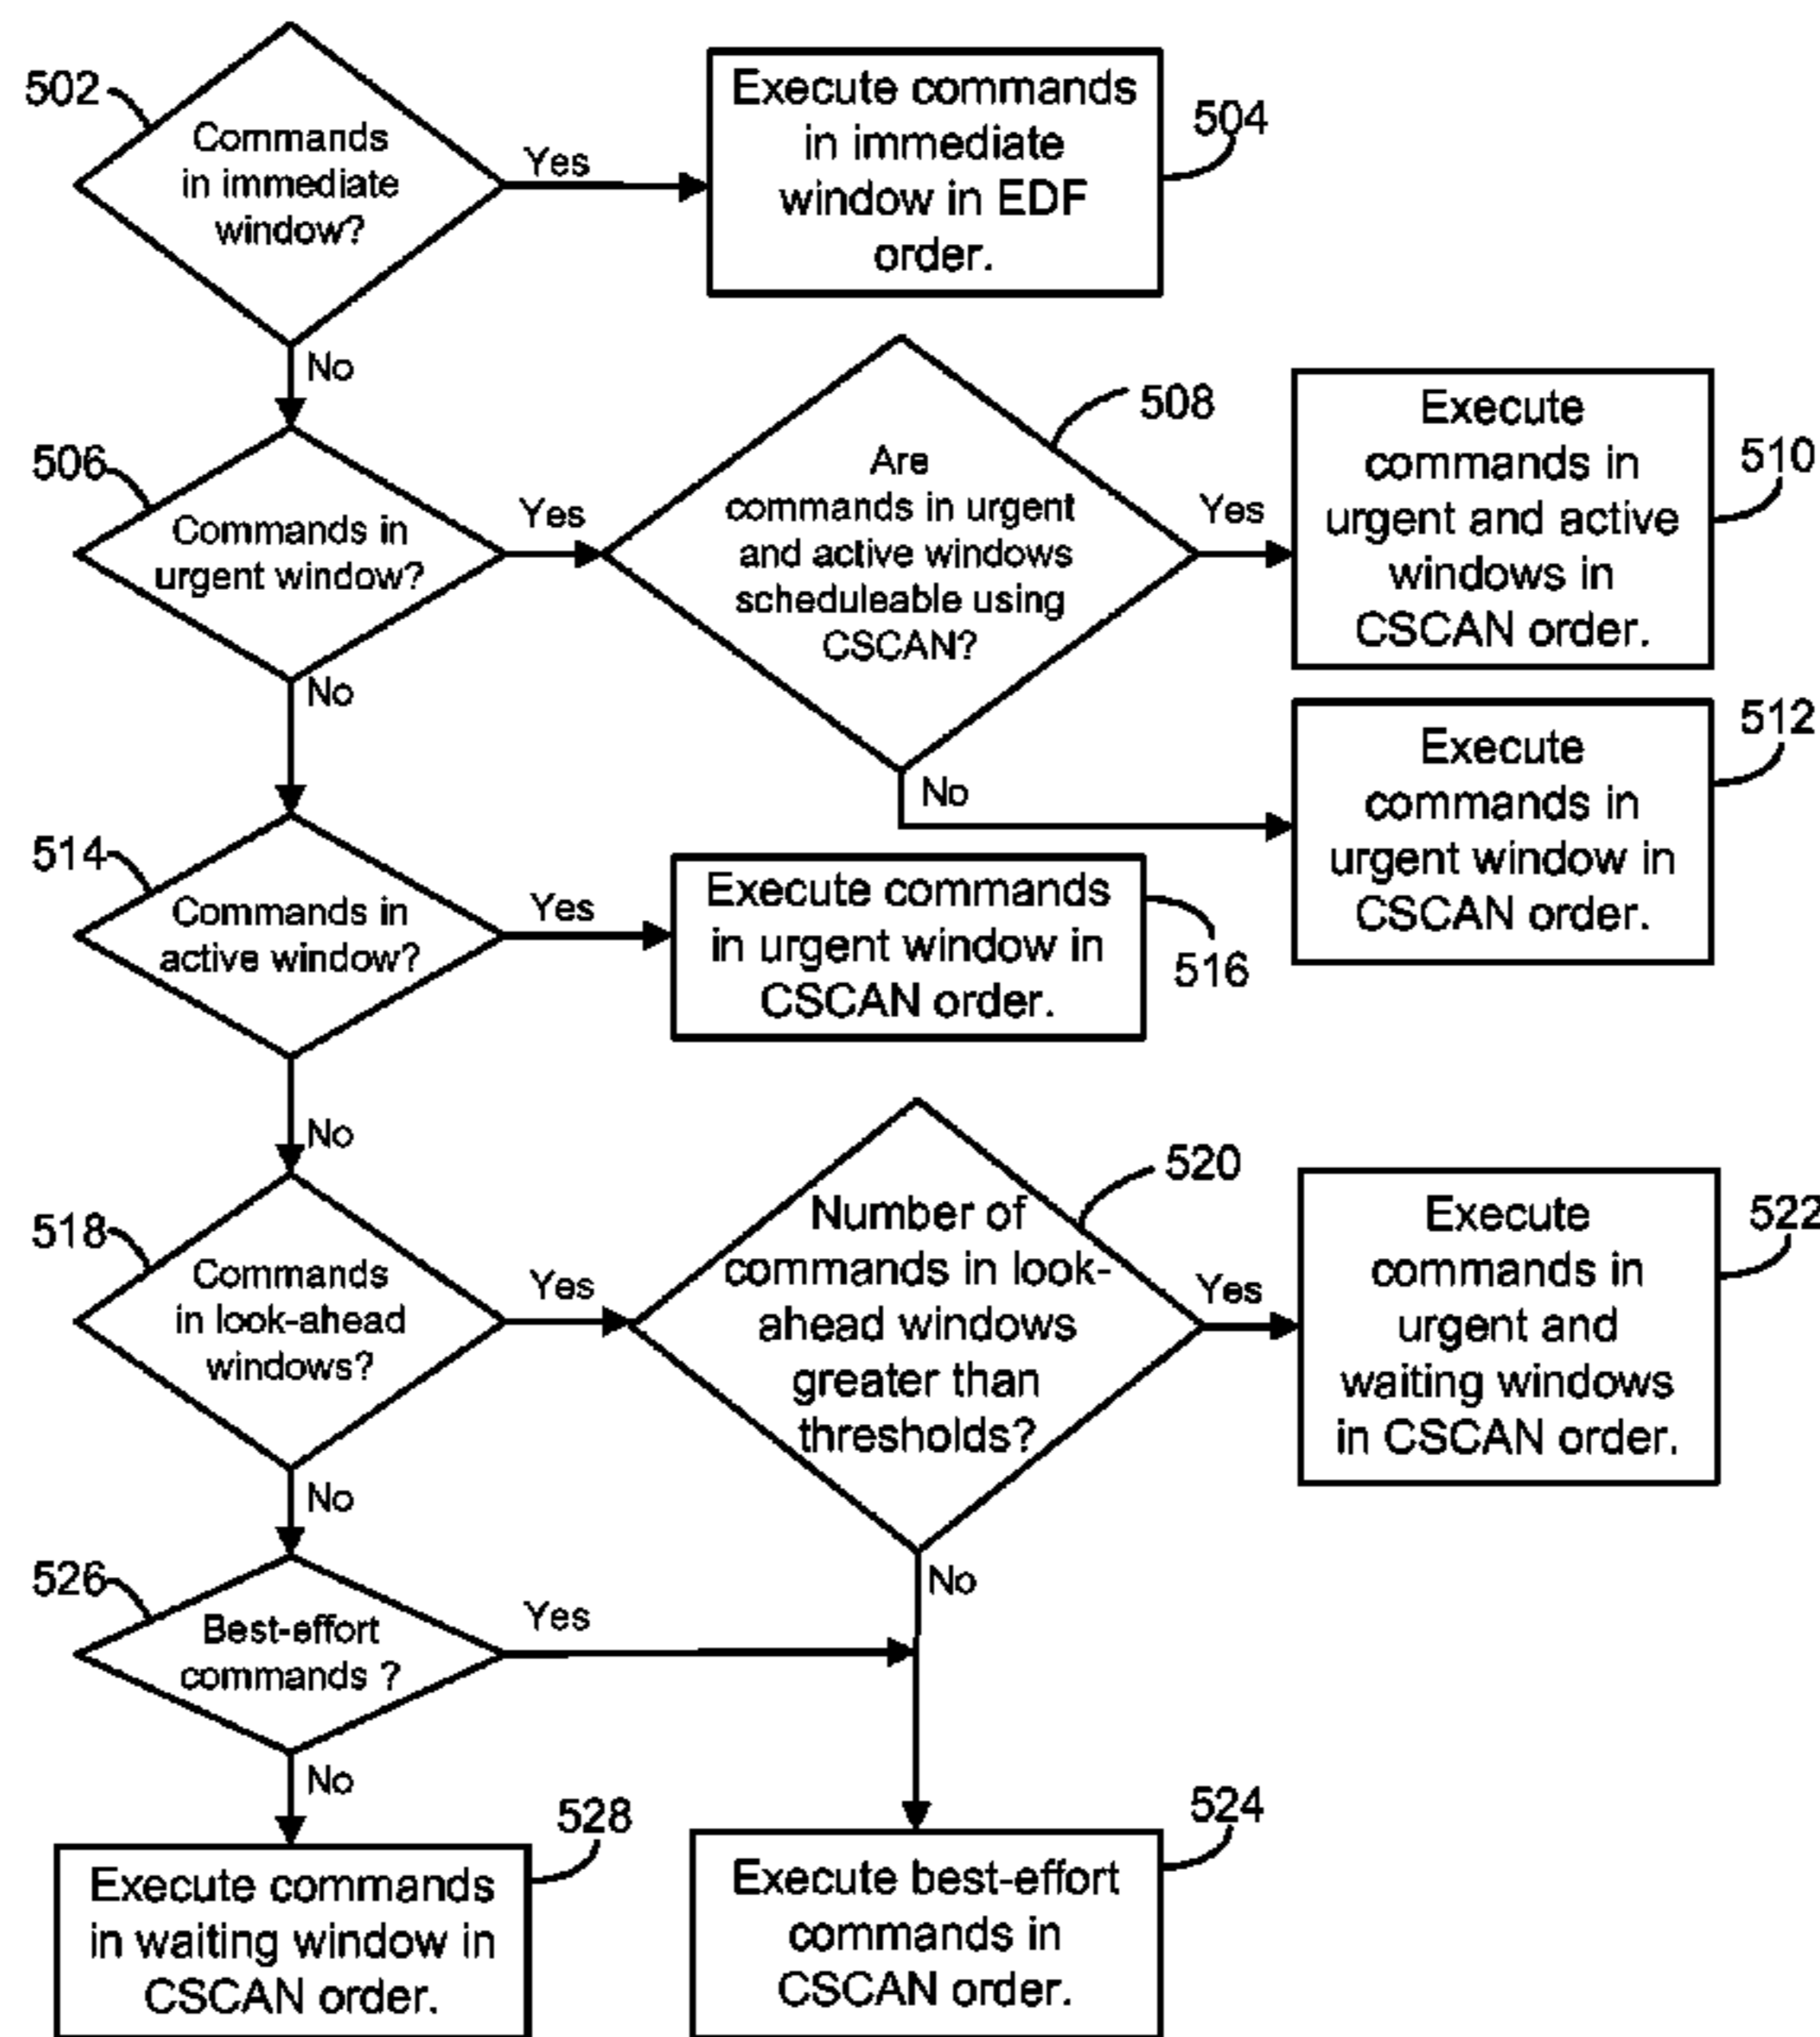 502
Commands
in immediate
window?
Yes
Execute commands
in immediate
window in EDF
order.
504
No
506
Commands in
urgent window?
Yes
508
Are
commands in urgent
and active windows
scheduleable using
CSCAN?
Yes
Execute
commands in
urgent and active
windows in
CSCAN order.
510
No
No
Execute
commands in
urgent window in
CSCAN order.
512
514
Commands in
active window?
Yes
Execute commands
in urgent window in
CSCAN order.
516
No
518
Commands
in look-ahead
windows?
Yes
520
Number of
commands in look-
ahead windows
greater than
thresholds?
Yes
Execute
commands in
urgent and
waiting windows
in CSCAN order.
522
No
No
526
Best-effort
commands ?
Yes
No
528
Execute commands
in waiting window in
CSCAN order.
524
Execute best-effort
commands in
CSCAN order.